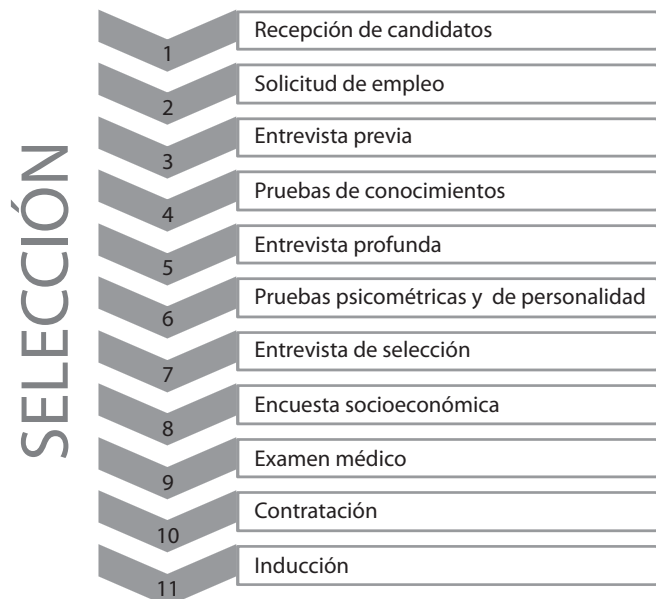 SELECCIÓN
1
Recepción de candidatos
2
Solicitud de empleo
3
Entrevista previa
4
Pruebas de conocimientos
5
Entrevista profunda
6
Pruebas psicométricas y de personalidad
7
Entrevista de selección
8
Encuesta socioeconómica
9
Examen médico
10
Contratación
11
Inducción